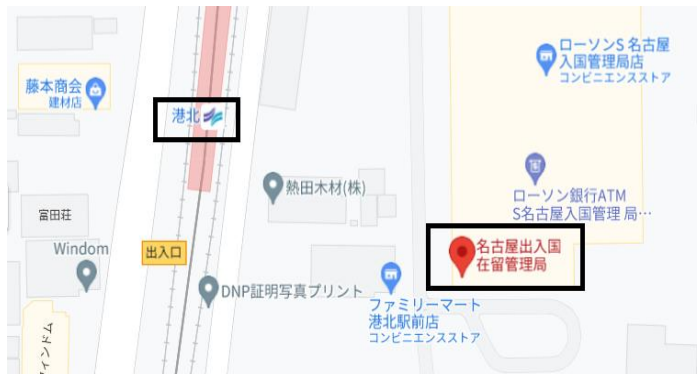 ローソンS 名古屋
入国管理局店
コンビニエンスストア
藤本商会
建材店
港北
熱田木材(株)
ローソン銀行ATM
S名古屋入国管理 局…
富田荘
Windom
出入口
名古屋出入国
在留管理局
DNP証明写真プリント
ファミリーマート
港北駅前店
コンビニエンスストア